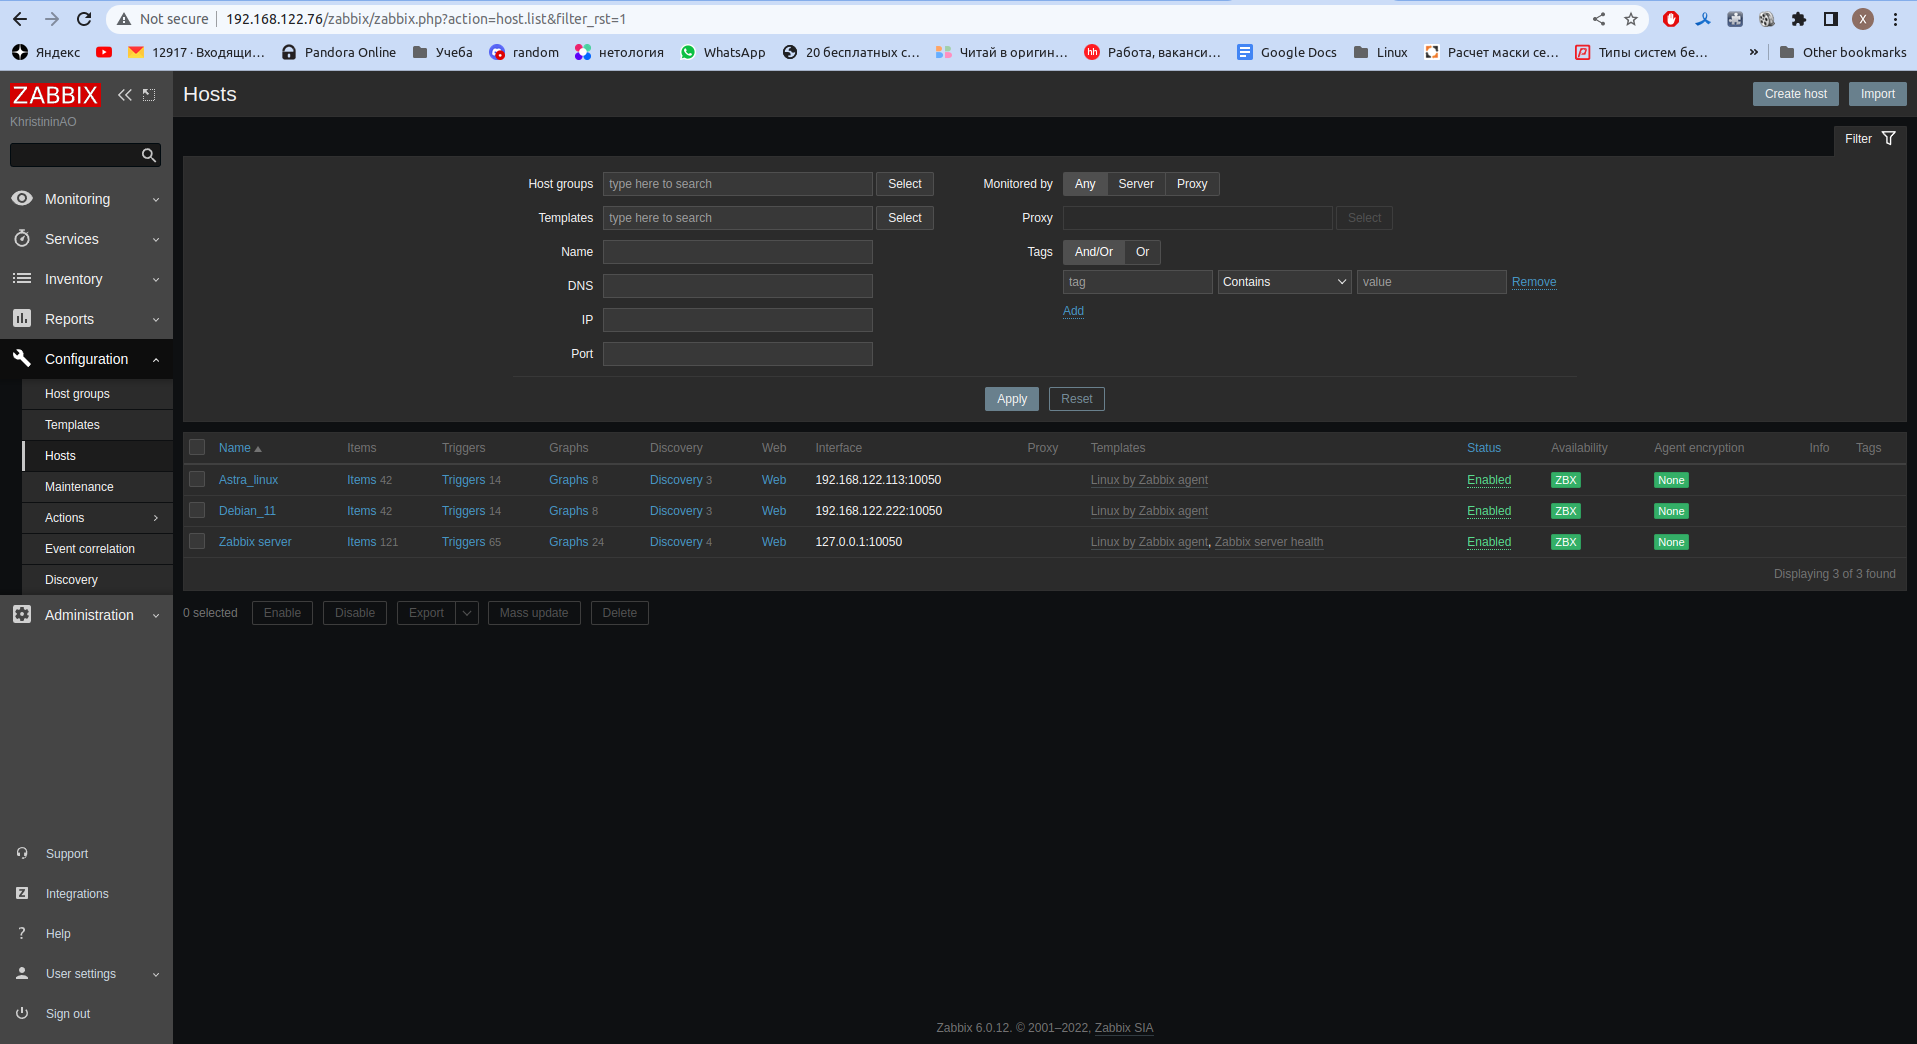 Not secure 192.168.122.76/zabbix/zabbix.php?action=host.list&filter_rst=1 X
Яндекс 12917 · Входящи... Pandora Online Учеба random нетология WhatsApp 20 бесплатных с... Читай в оригин... hh Работа, ваканси... Google Docs Linux Расчет маски се... Типы систем бе... » Other bookmarks
ZABBIX
KhristininAO
Monitoring
Services
Inventory
Reports
Configuration
Host groups
Templates
Hosts
Maintenance
Actions
Event correlation
Discovery
Administration
Support
Integrations
Help
User settings
Sign out
Hosts Create host Import
Filter
Host groups type here to search Select Monitored by Any Server Proxy
Templates type here to search Select Proxy Select
Name Tags And/Or Or
DNS tag Contains value Remove
Add
IP
Port
Apply Reset
Name Items Triggers Graphs Discovery Web Interface Proxy Templates Status Availability Agent encryption Info Tags
Astra_linux Items 42 Triggers 14 Graphs 8 Discovery 3 Web 192.168.122.113:10050 Linux by Zabbix agent Enabled ZBX None
Debian_11 Items 42 Triggers 14 Graphs 8 Discovery 3 Web 192.168.122.222:10050 Linux by Zabbix agent Enabled ZBX None
Zabbix server Items 121 Triggers 65 Graphs 24 Discovery 4 Web 127.0.0.1:10050 Linux by Zabbix agent, Zabbix server health Enabled ZBX None
Displaying 3 of 3 found
0 selected Enable Disable Export Mass update Delete
Zabbix 6.0.12. © 2001–2022, Zabbix SIA